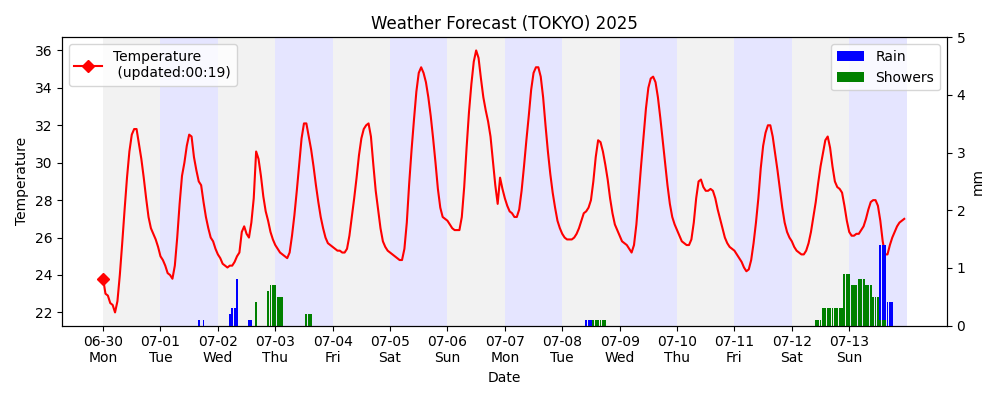 Weather Forecast (TOKYO) 2025
Temperature
(updated:00:19)
Rain
Showers
Temperature
36
34
32
30
28
26
24
22
5
4
3
2
1
0
mm
06-30 07-01 07-02 07-03 07-04 07-05 07-06 07-07 07-08 07-09 07-10 07-11 07-12 07-13
Mon Tue Wed Thu Fri Sat Sun Mon Tue Wed Thu Fri Sat Sun
Date